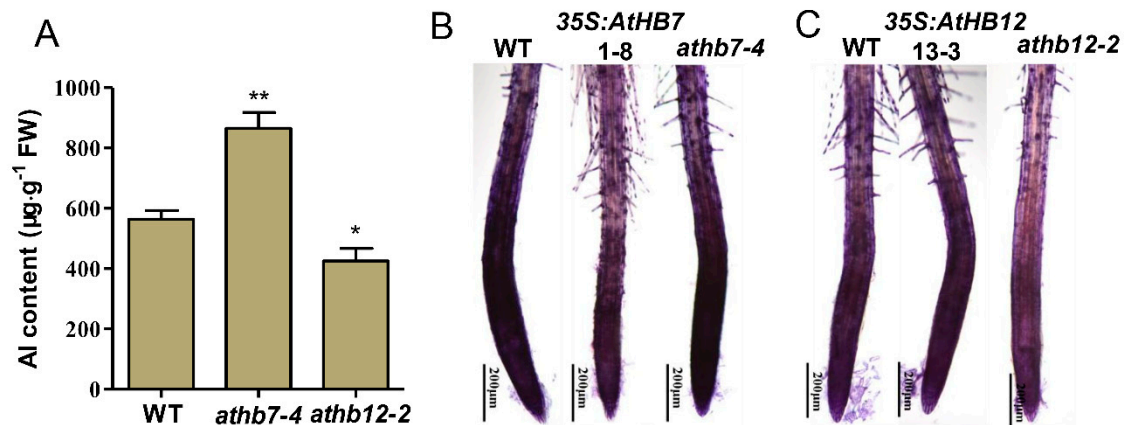 A
Al content (µg·g⁻¹ FW)
1000
800
600
400
200
0
**
*
WT
athb7-4
athb12-2
B
35S:AtHB7
WT
1-8
athb7-4
200µm
200µm
200µm
C
35S:AtHB12
WT
13-3
athb12-2
200µm
200µm
200µm